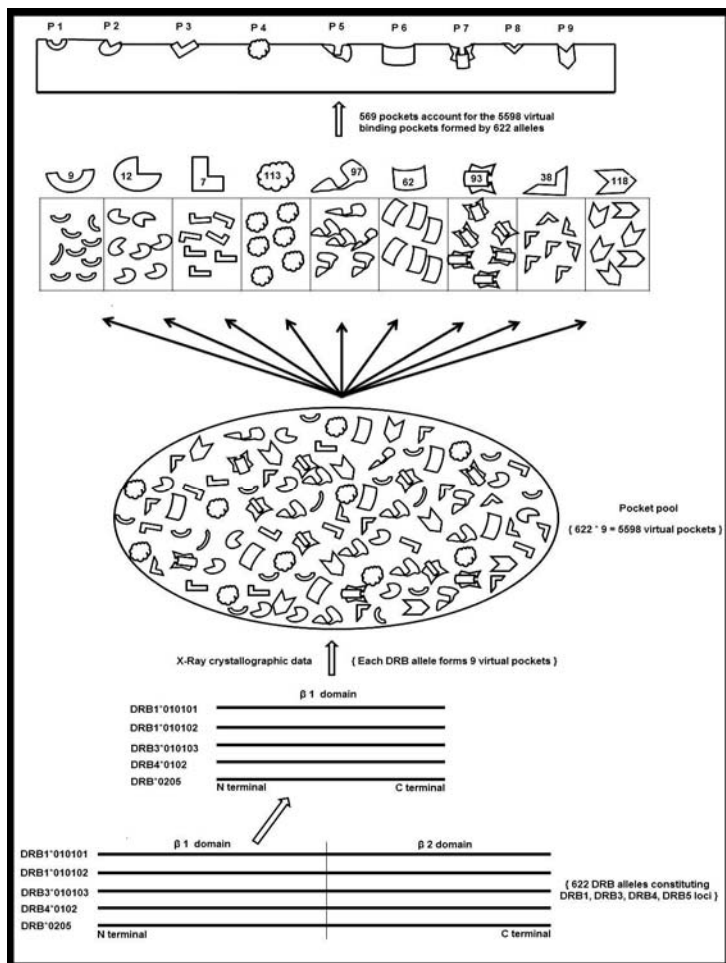 P 1 P 2 P 3 P 4 P 5 P 6 P 7 P 8 P 9
569 pockets account for the 5598 virtual
binding pockets formed by 622 alleles
9 12 7 113 97 62 93 38 118
Pocket pool
{ 622 * 9 = 5598 virtual pockets }
X-Ray crystallographic data { Each DRB allele forms 9 virtual pockets }
β 1 domain
DRB1*010101
DRB1*010102
DRB3*010103
DRB4*0102
DRB*0205
N terminal C terminal
β 1 domain β 2 domain
DRB1*010101
DRB1*010102
DRB3*010103
DRB4*0102
DRB*0205
{ 622 DRB alleles constituting
DRB1, DRB3, DRB4, DRB5 loci }
N terminal C terminal